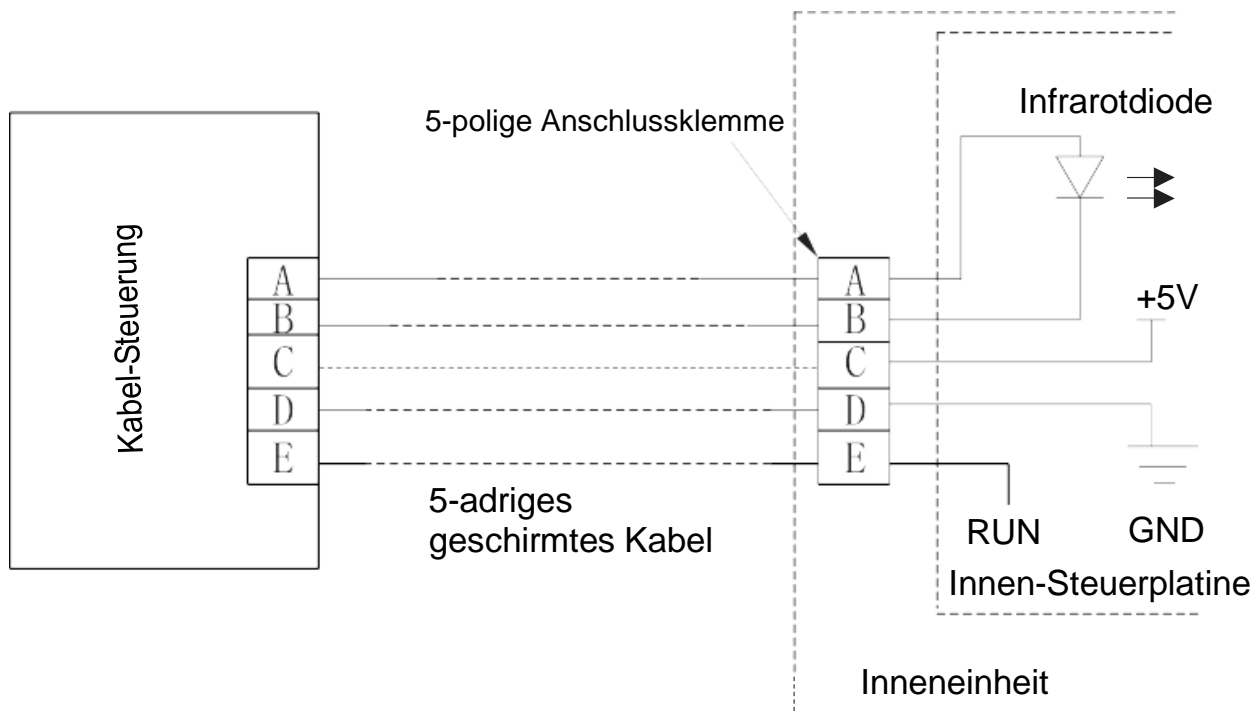 Infrarotdiode
5-polige Anschlussklemme
Kabel-Steuerung
A
B
C
D
E
A
B
C
D
E
+5V
5-adriges
geschirmtes Kabel
RUN
GND
Innen-Steuerplatine
Inneneinheit